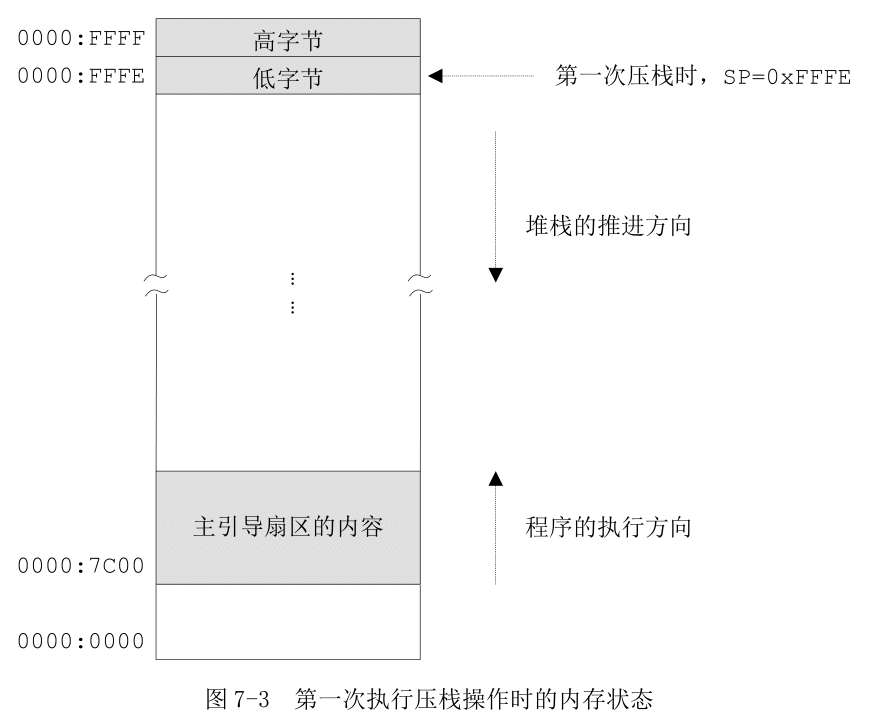 0000:FFFF 高字节
0000:FFFE 低字节 第一次压栈时，SP=0xFFFE
堆栈的推进方向
⋮
⋮
主引导扇区的内容 程序的执行方向
0000:7C00
0000:0000
图 7-3 第一次执行压栈操作时的内存状态